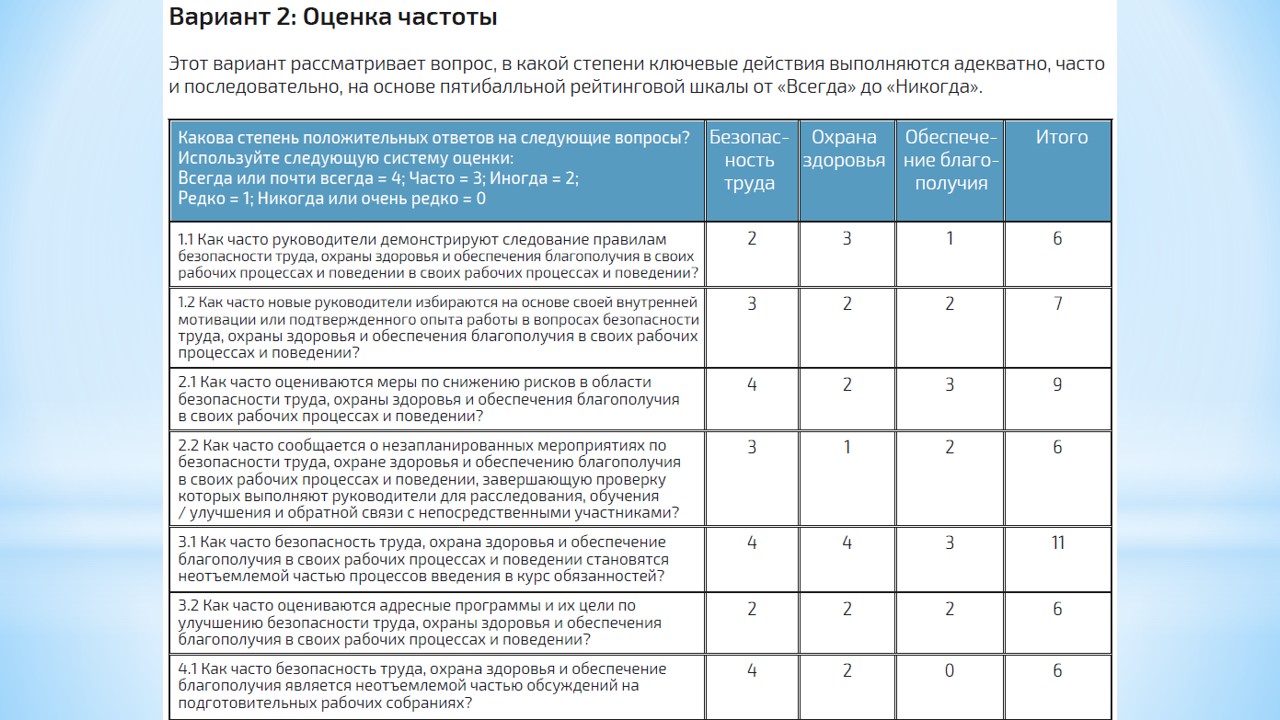 Вариант 2: Оценка частоты
Этот вариант рассматривает вопрос, в какой степени ключевые действия выполняются адекватно, часто
и последовательно, на основе пятибалльной рейтинговой шкалы от «Всегда» до «Никогда».
Какова степень положительных ответов на следующие вопросы?
Используйте следующую систему оценки:
Всегда или почти всегда = 4; Часто = 3; Иногда = 2;
Редко = 1; Никогда или очень редко = 0
Безопас-
ность
труда
Охрана
здоровья
Обеспече-
ние благо-
получия
Итого
1.1 Как часто руководители демонстрируют следование правилам
безопасности труда, охраны здоровья и обеспечения благополучия в своих
рабочих процессах и поведении в своих рабочих процессах и поведении?
2 3 1 6
1.2 Как часто новые руководители избираются на основе своей внутренней
мотивации или подтвержденного опыта работы в вопросах безопасности
труда, охраны здоровья и обеспечения благополучия в своих рабочих
процессах и поведении?
3 2 2 7
2.1 Как часто оцениваются меры по снижению рисков в области
безопасности труда, охраны здоровья и обеспечения благополучия
в своих рабочих процессах и поведении?
4 2 3 9
2.2 Как часто сообщается о незапланированных мероприятиях по
безопасности труда, охране здоровья и обеспечению благополучия
в своих рабочих процессах и поведении, завершающую проверку
которых выполняют руководители для расследования, обучения
/ улучшения и обратной связи с непосредственными участниками?
3 1 2 6
3.1 Как часто безопасность труда, охрана здоровья и обеспечение
благополучия в своих рабочих процессах и поведении становятся
неотъемлемой частью процессов введения в курс обязанностей?
4 4 3 11
3.2 Как часто оцениваются адресные программы и их цели по
улучшению безопасности труда, охраны здоровья и обеспечения
благополучия в своих рабочих процессах и поведении?
2 2 2 6
4.1 Как часто безопасность труда, охрана здоровья и обеспечение
благополучия является неотъемлемой частью обсуждений на
подготовительных рабочих собраниях?
4 2 0 6